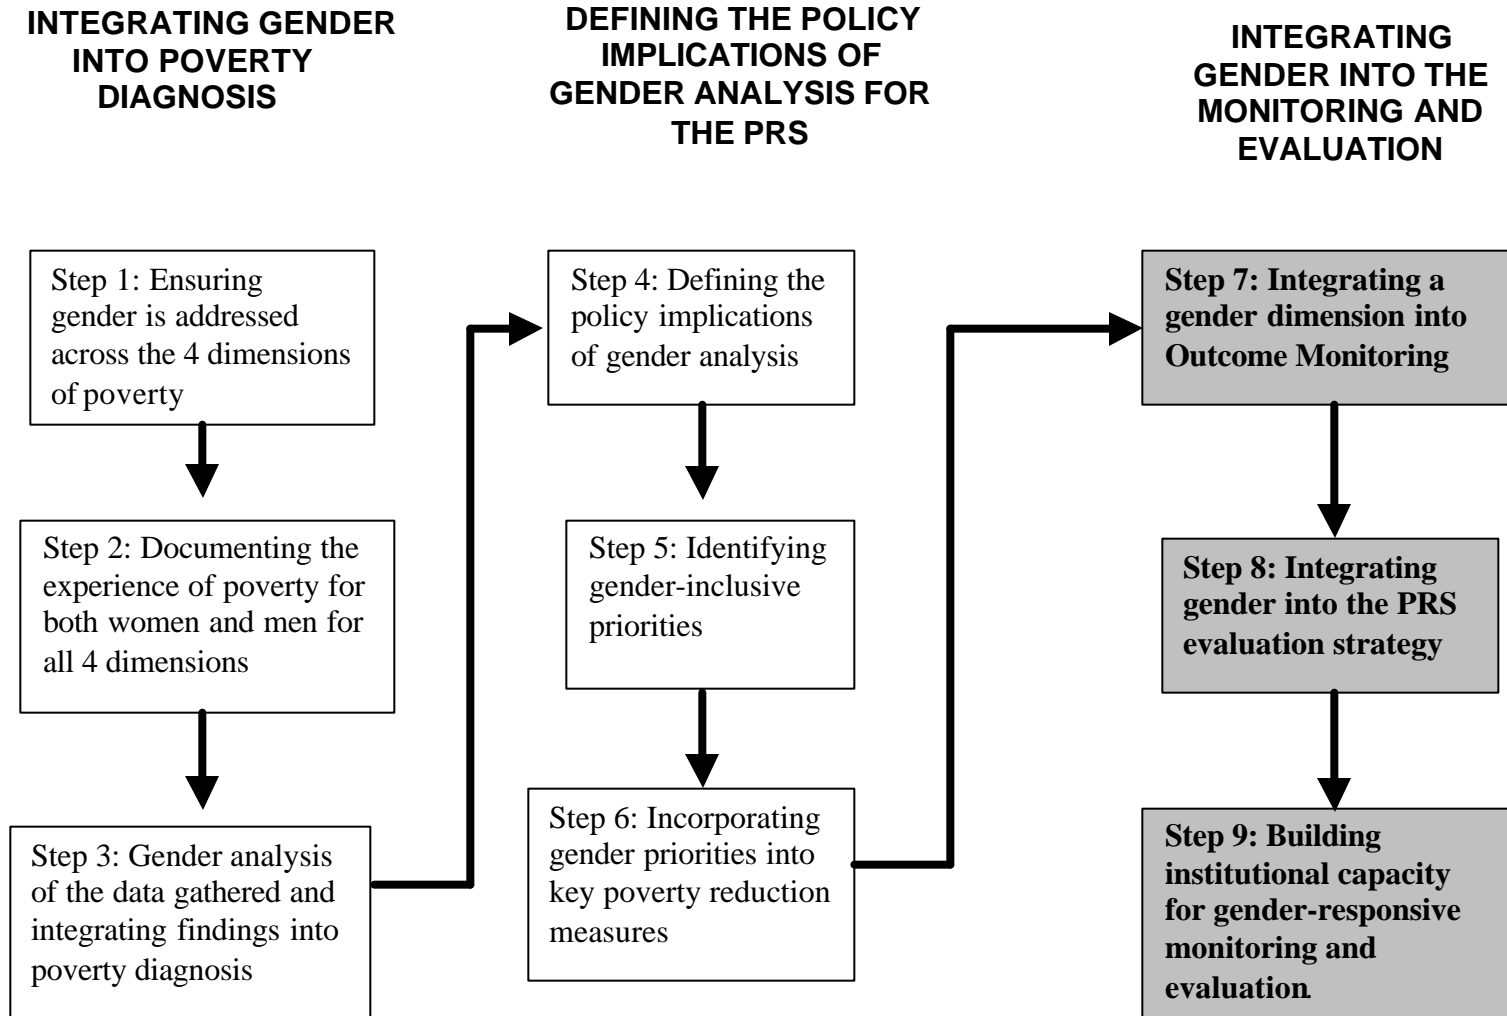 INTEGRATING GENDER
INTO POVERTY
DIAGNOSIS
DEFINING THE POLICY
IMPLICATIONS OF
GENDER ANALYSIS FOR
THE PRS
INTEGRATING
GENDER INTO THE
MONITORING AND
EVALUATION
Step 1: Ensuring
gender is addressed
across the 4 dimensions
of poverty
Step 2: Documenting the
experience of poverty for
both women and men for
all 4 dimensions
Step 3: Gender analysis
of the data gathered and
integrating findings into
poverty diagnosis
Step 4: Defining the
policy implications
of gender analysis
Step 5: Identifying
gender-inclusive
priorities
Step 6: Incorporating
gender priorities into
key poverty reduction
measures
Step 7: Integrating a
gender dimension into
Outcome Monitoring
Step 8: Integrating
gender into the PRS
evaluation strategy
Step 9: Building
institutional capacity
for gender-responsive
monitoring and
evaluation.